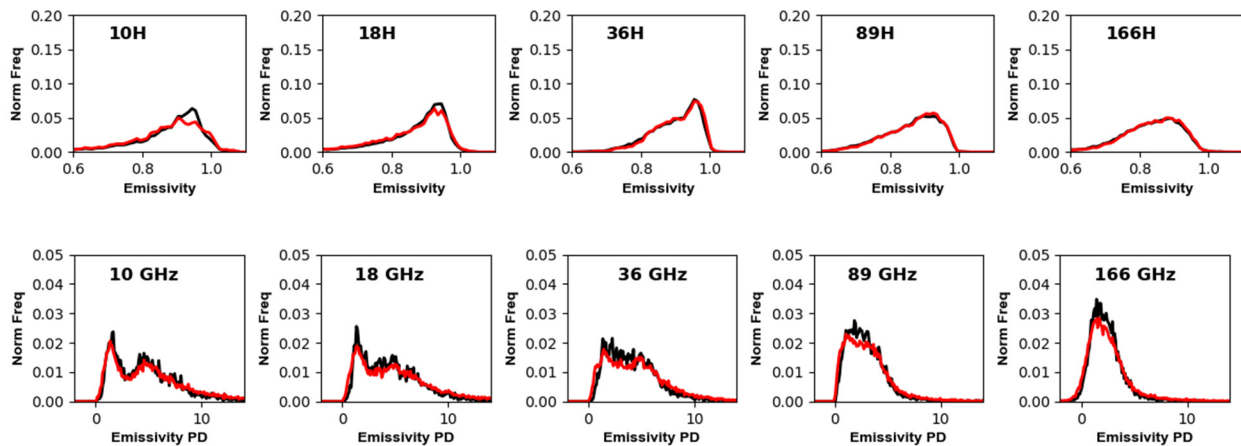 0.20 0.20 0.20 0.20 0.20
10H 18H 36H 89H 166H
0.15 0.15 0.15 0.15 0.15
0.10 0.10 0.10 0.10 0.10
0.05 0.05 0.05 0.05 0.05
0.00 0.00 0.00 0.00 0.00
Norm Freq Norm Freq Norm Freq Norm Freq Norm Freq
0.6 0.8 1.0 0.6 0.8 1.0 0.6 0.8 1.0 0.6 0.8 1.0 0.6 0.8 1.0
Emissivity Emissivity Emissivity Emissivity Emissivity
0.05 0.05 0.05 0.05 0.05
10 GHz 18 GHz 36 GHz 89 GHz 166 GHz
0.04 0.04 0.04 0.04 0.04
0.03 0.03 0.03 0.03 0.03
0.02 0.02 0.02 0.02 0.02
0.01 0.01 0.01 0.01 0.01
0.00 0.00 0.00 0.00 0.00
Norm Freq Norm Freq Norm Freq Norm Freq Norm Freq
0 10 0 10 0 10 0 10 0 10
Emissivity PD Emissivity PD Emissivity PD Emissivity PD Emissivity PD